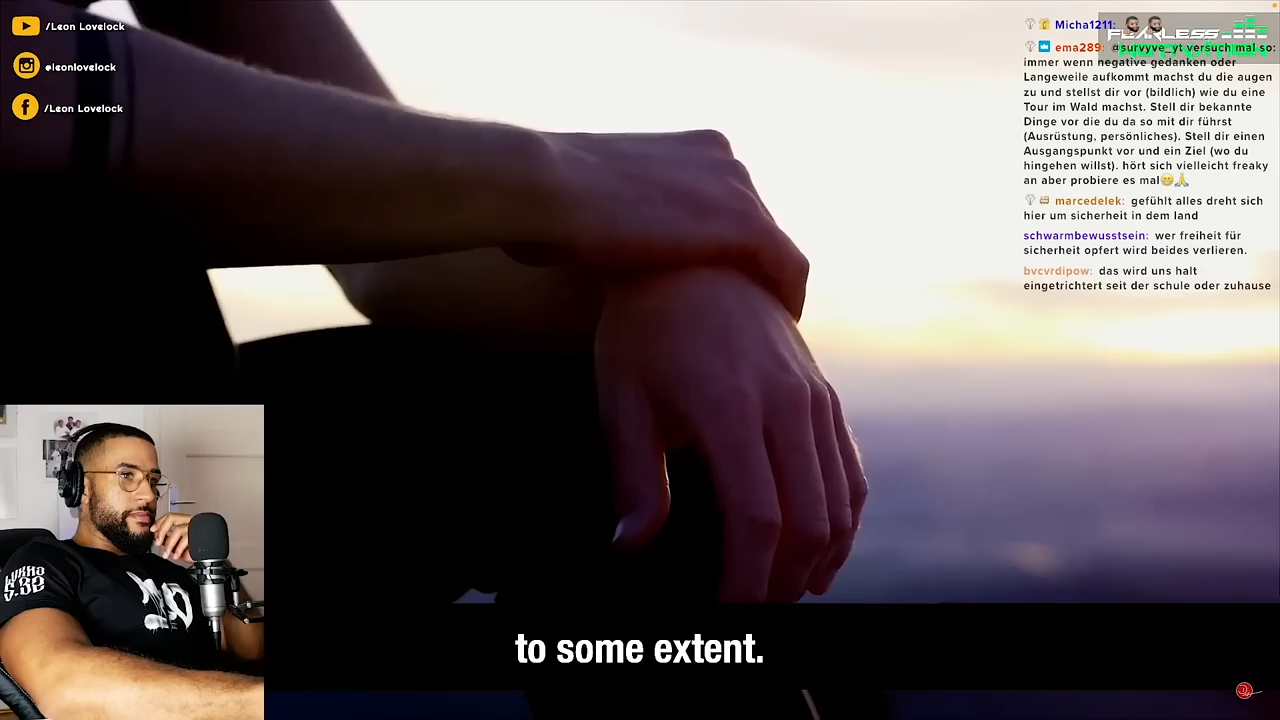 /Leon Lovelock
@leonlovelock
/Leon Lovelock
Micha1211:
FEARLESS
MOTIVATION
ema289: @survyve_yt versuch mal so:
immer wenn negative gedanken oder
Langeweile aufkommt machst du die augen
zu und stellst dir vor (bildlich) wie du eine
Tour im Wald machst. Stell dir bekannte
Dinge vor die du da so mit dir führst
(Ausrüstung, persönliches). Stell dir einen
Ausgangspunkt vor und ein Ziel (wo du
hingehen willst). hört sich vielleicht freaky
an aber probiere es mal😁🙏
marcedelek: gefühlt alles dreht sich
hier um sicherheit in dem land
schwarmbewusstsein: wer freiheit für
sicherheit opfert wird beides verlieren.
bvcvrdipow: das wird uns halt
eingetrichtert seit der schule oder zuhause
to some extent.